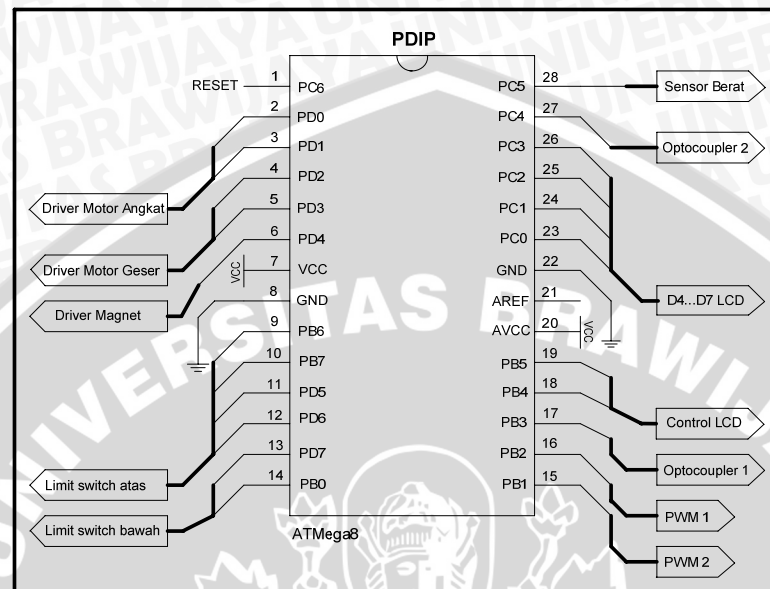 PDIP
RESET 1 PC6 PC5 28 Sensor Berat
2 PD0 PC4 27
3 PD1 PC3 26 Optocoupler 2
4 PD2 PC2 25
Driver Motor Angkat 5 PD3 PC1 24
6 PD4 PC0 23
Driver Motor Geser VCC 7 VCC GND 22
8 GND AREF 21 D4...D7 LCD
Driver Magnet 9 PB6 AVCC 20 VCC
10 PB7 PB5 19
11 PD5 PB4 18
12 PD6 PB3 17 Control LCD
13 PD7 PB2 16
Limit switch atas 14 PB0 PB1 15 Optocoupler 1
Limit switch bawah PWM 1
ATMega8
PWM 2
UNIVERSITAS BRAWIJAYA